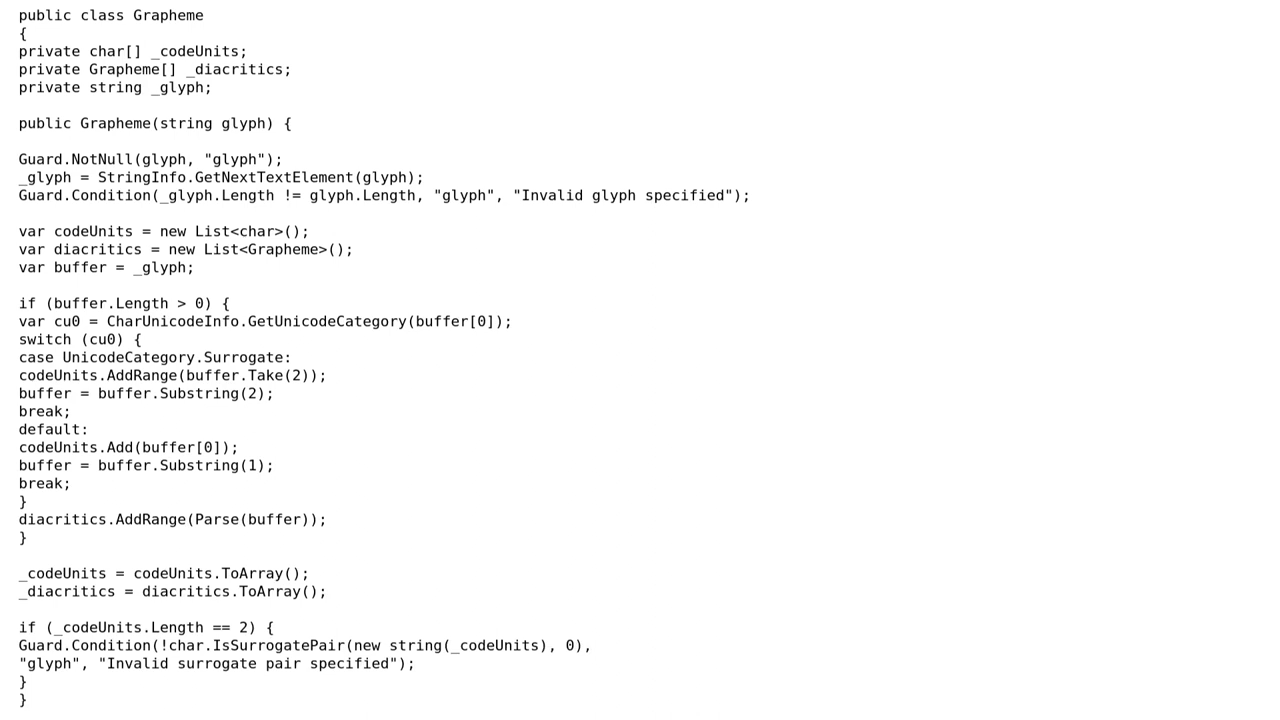 public class Grapheme
{
private char[] _codeUnits;
private Grapheme[] _diacritics;
private string _glyph;
public Grapheme(string glyph) {
Guard.NotNull(glyph, "glyph");
_glyph = StringInfo.GetNextTextElement(glyph);
Guard.Condition(_glyph.Length != glyph.Length, "glyph", "Invalid glyph specified");
var codeUnits = new List<char>();
var diacritics = new List<Grapheme>();
var buffer = _glyph;
if (buffer.Length > 0) {
var cu0 = CharUnicodeInfo.GetUnicodeCategory(buffer[0]);
switch (cu0) {
case UnicodeCategory.Surrogate:
codeUnits.AddRange(buffer.Take(2));
buffer = buffer.Substring(2);
break;
default:
codeUnits.Add(buffer[0]);
buffer = buffer.Substring(1);
break;
}
diacritics.AddRange(Parse(buffer));
}
_codeUnits = codeUnits.ToArray();
_diacritics = diacritics.ToArray();
if (_codeUnits.Length == 2) {
Guard.Condition(!char.IsSurrogatePair(new string(_codeUnits), 0),
"glyph", "Invalid surrogate pair specified");
}
}